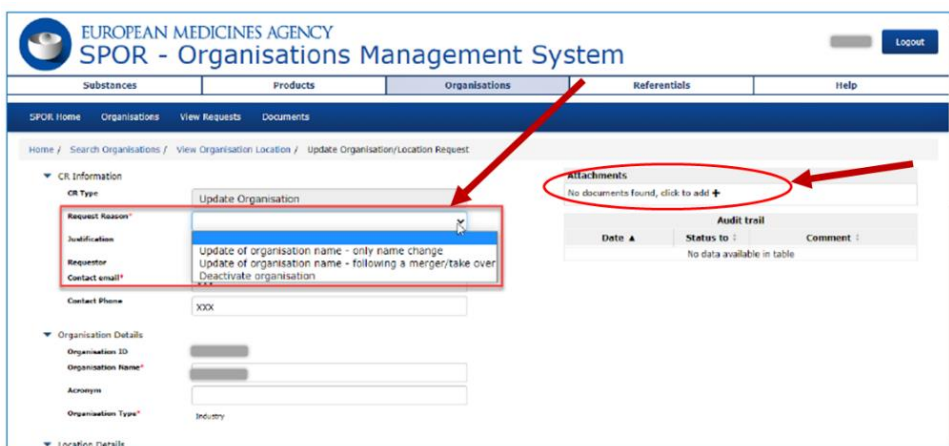 EUROPEAN MEDICINES AGENCY
SPOR - Organisations Management System
Logout
Substances Products Organisations Referentials Help
SPOR Home Organisations View Requests Documents
Home / Search Organisations / View Organisation Location / Update Organisation/Location Request
CR Information
CR Type Update Organisation
Request Reason*
Justification
Update of organisation name - only name change
Requestor Update of organisation name - following a merger/take over
Deactivate organisation
Contact email*
Contact Phone xxx
Attachments
No documents found, click to add +
Audit trail
Date ▲ Status to Comment
No data available in table
Organisation Details
Organisation ID
Organisation Name*
Acronym
Organisation Type* Industry
Location Details